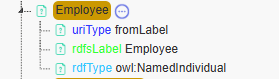 Employee
uriType fromLabel
rdfsLabel Employee
rdfType owl:NamedIndividual